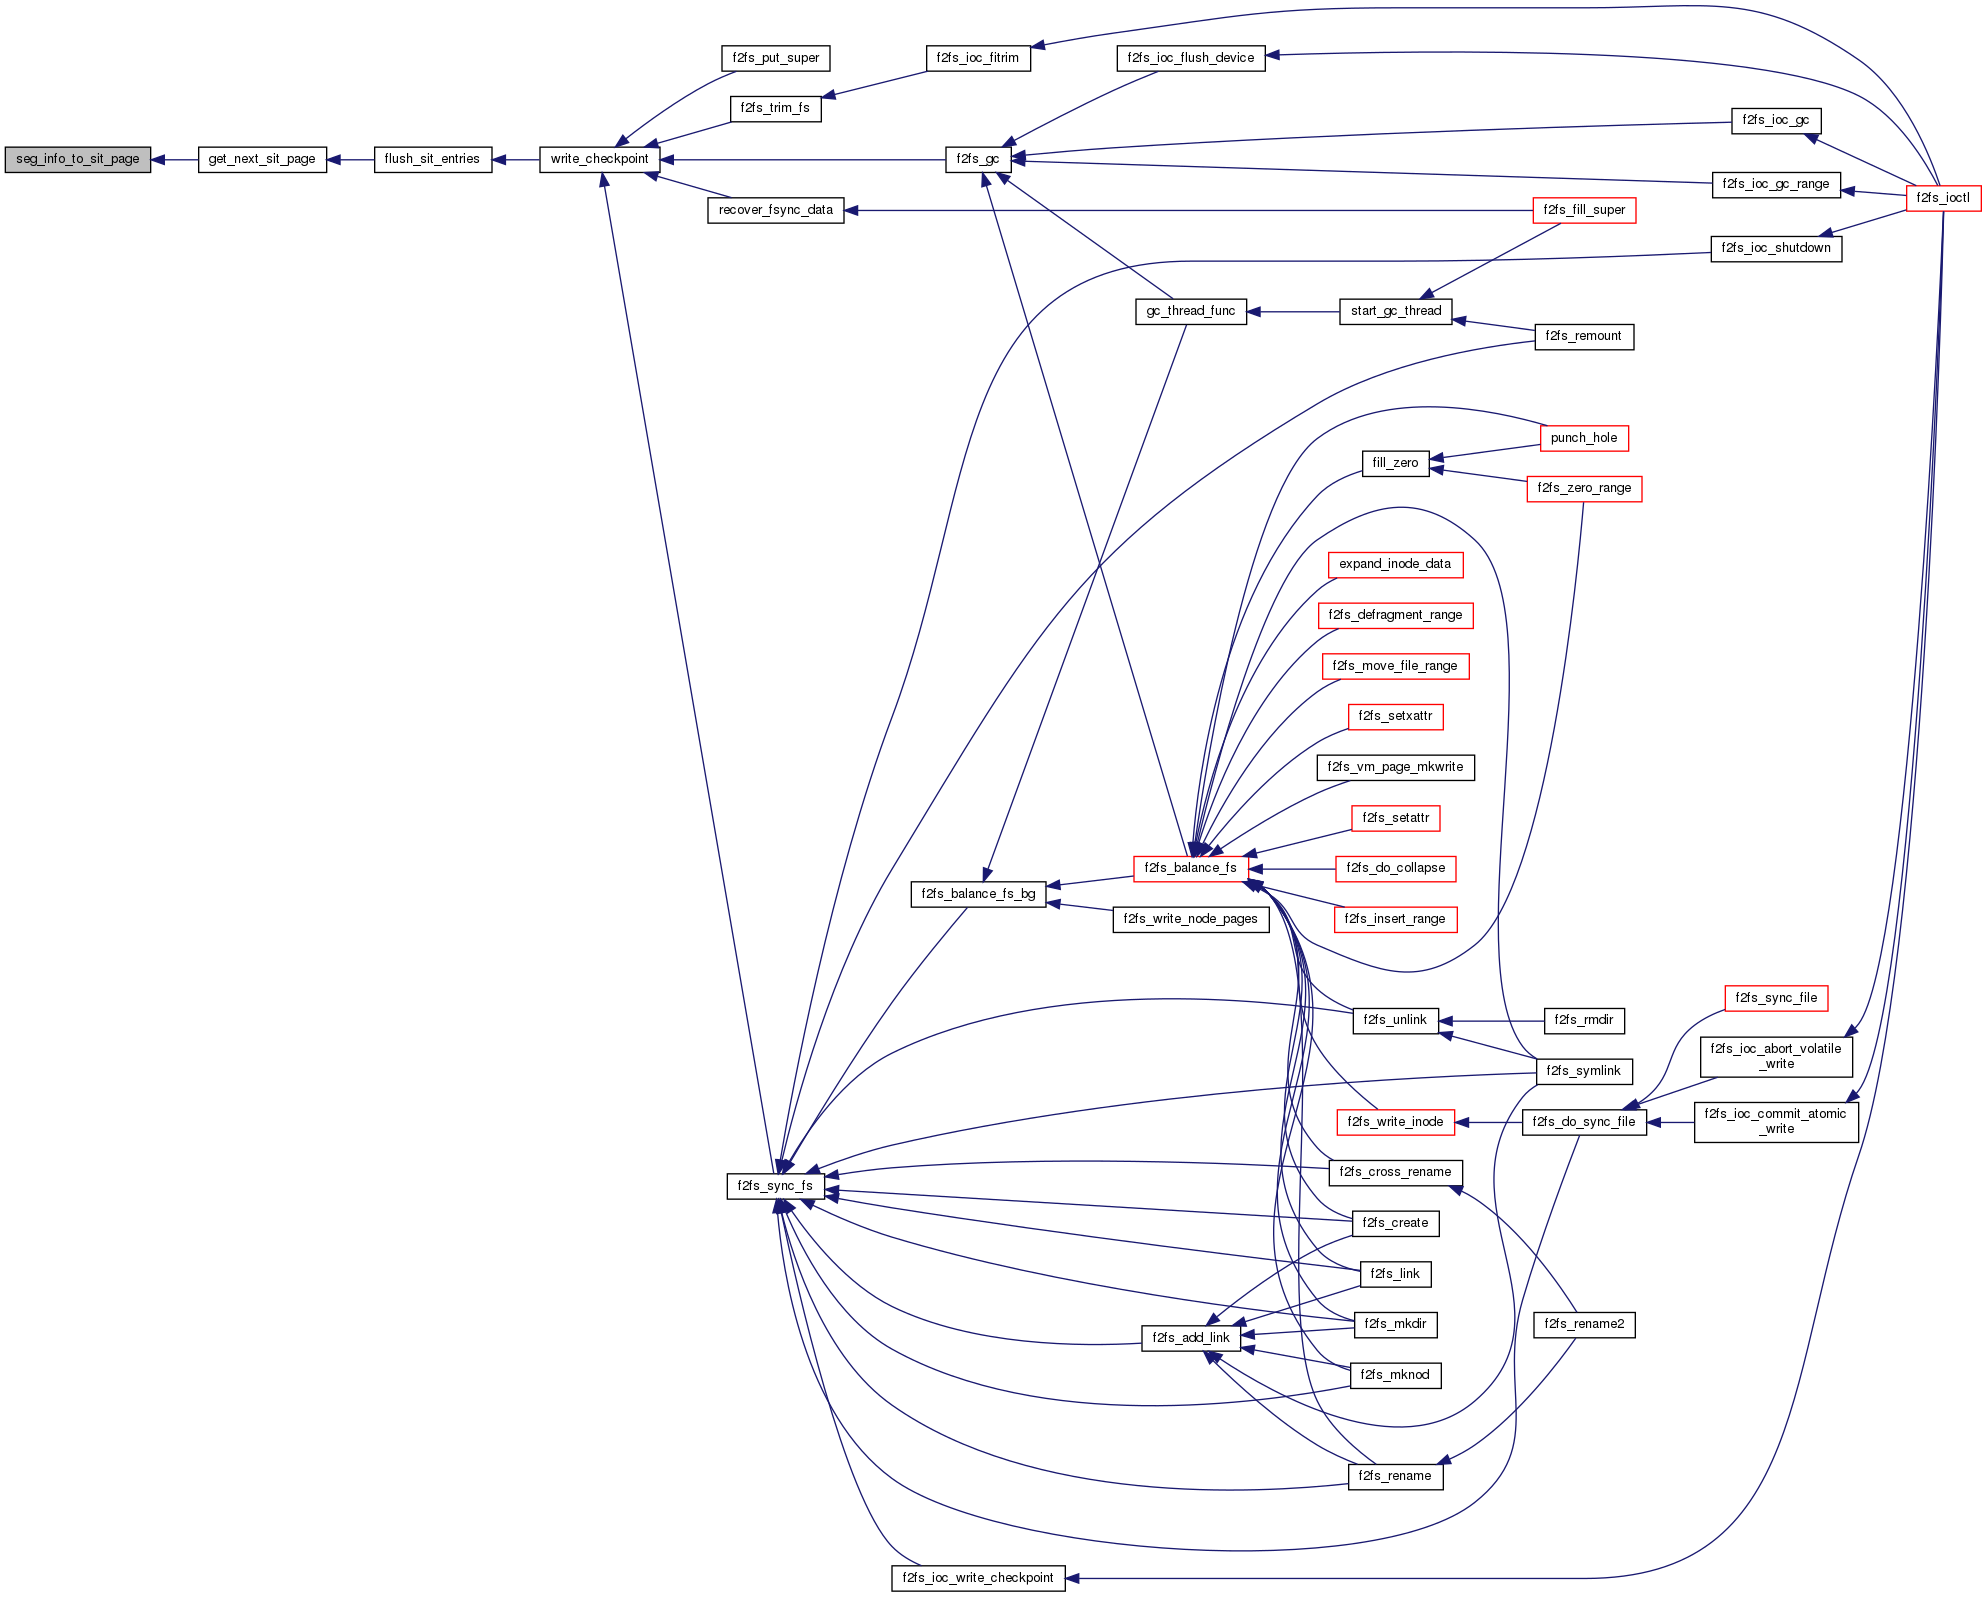 seg_info_to_sit_page
get_next_sit_page
flush_sit_entries
write_checkpoint
f2fs_put_super
f2fs_trim_fs
f2fs_ioc_fitrim
f2fs_gc
recover_fsync_data
f2fs_ioc_flush_device
f2fs_ioc_gc
f2fs_ioc_gc_range
f2fs_ioctl
f2fs_fill_super
f2fs_ioc_shutdown
gc_thread_func
start_gc_thread
f2fs_remount
punch_hole
fill_zero
f2fs_zero_range
expand_inode_data
f2fs_defragment_range
f2fs_move_file_range
f2fs_setxattr
f2fs_vm_page_mkwrite
f2fs_setattr
f2fs_balance_fs
f2fs_do_collapse
f2fs_balance_fs_bg
f2fs_write_node_pages
f2fs_insert_range
f2fs_sync_file
f2fs_unlink
f2fs_rmdir
f2fs_ioc_abort_volatile
_write
f2fs_symlink
f2fs_write_inode
f2fs_do_sync_file
f2fs_ioc_commit_atomic
_write
f2fs_sync_fs
f2fs_cross_rename
f2fs_create
f2fs_link
f2fs_add_link
f2fs_mkdir
f2fs_rename2
f2fs_mknod
f2fs_rename
f2fs_ioc_write_checkpoint